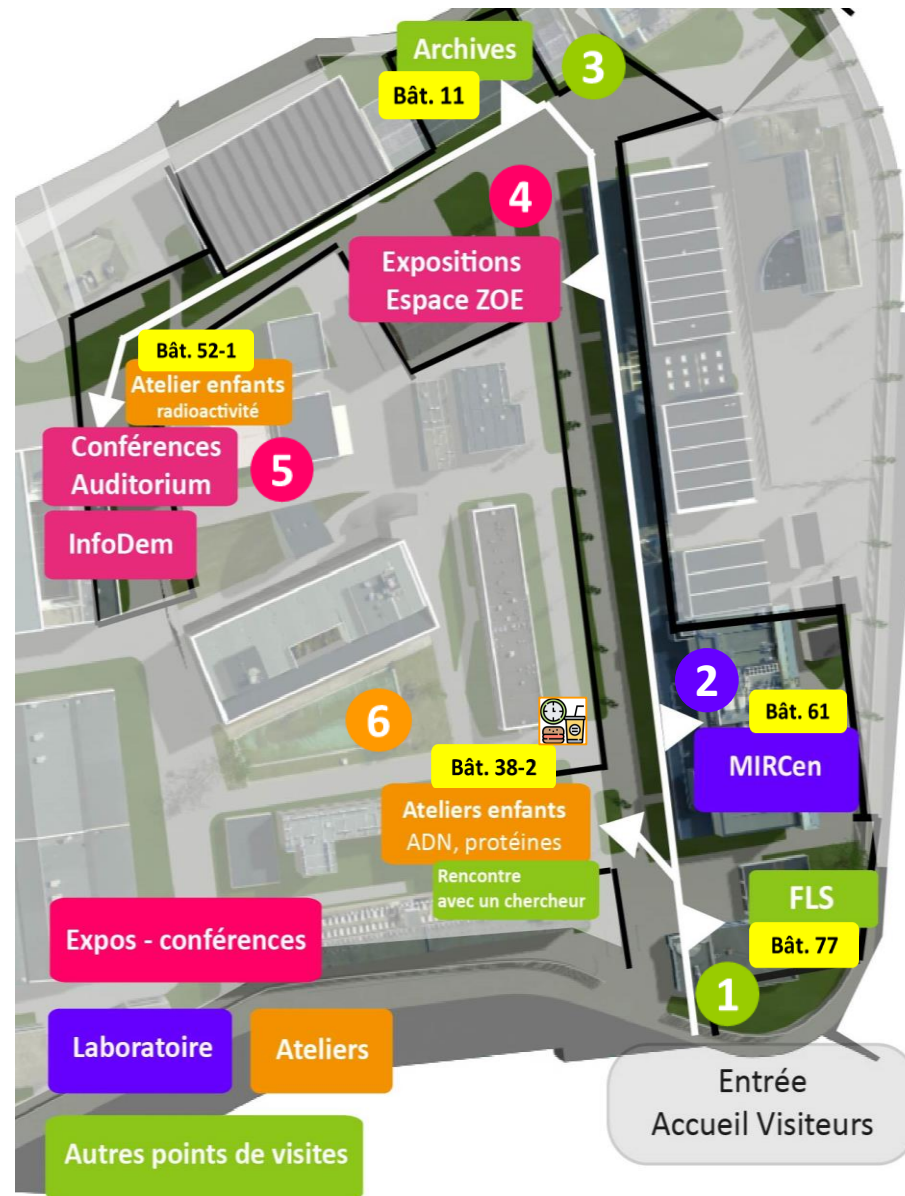 Archives
3
Bât. 11
4
Expositions
Espace ZOE
Bât. 52-1
Atelier enfants
radioactivité
Conférences
Auditorium
5
InfoDem
2
Bât. 61
MIRCen
6
Bât. 38-2
Ateliers enfants
ADN, protéines
Rencontre
avec un chercheur
FLS
Bât. 77
1
Expos - conférences
Laboratoire
Ateliers
Entrée
Accueil Visiteurs
Autres points de visites